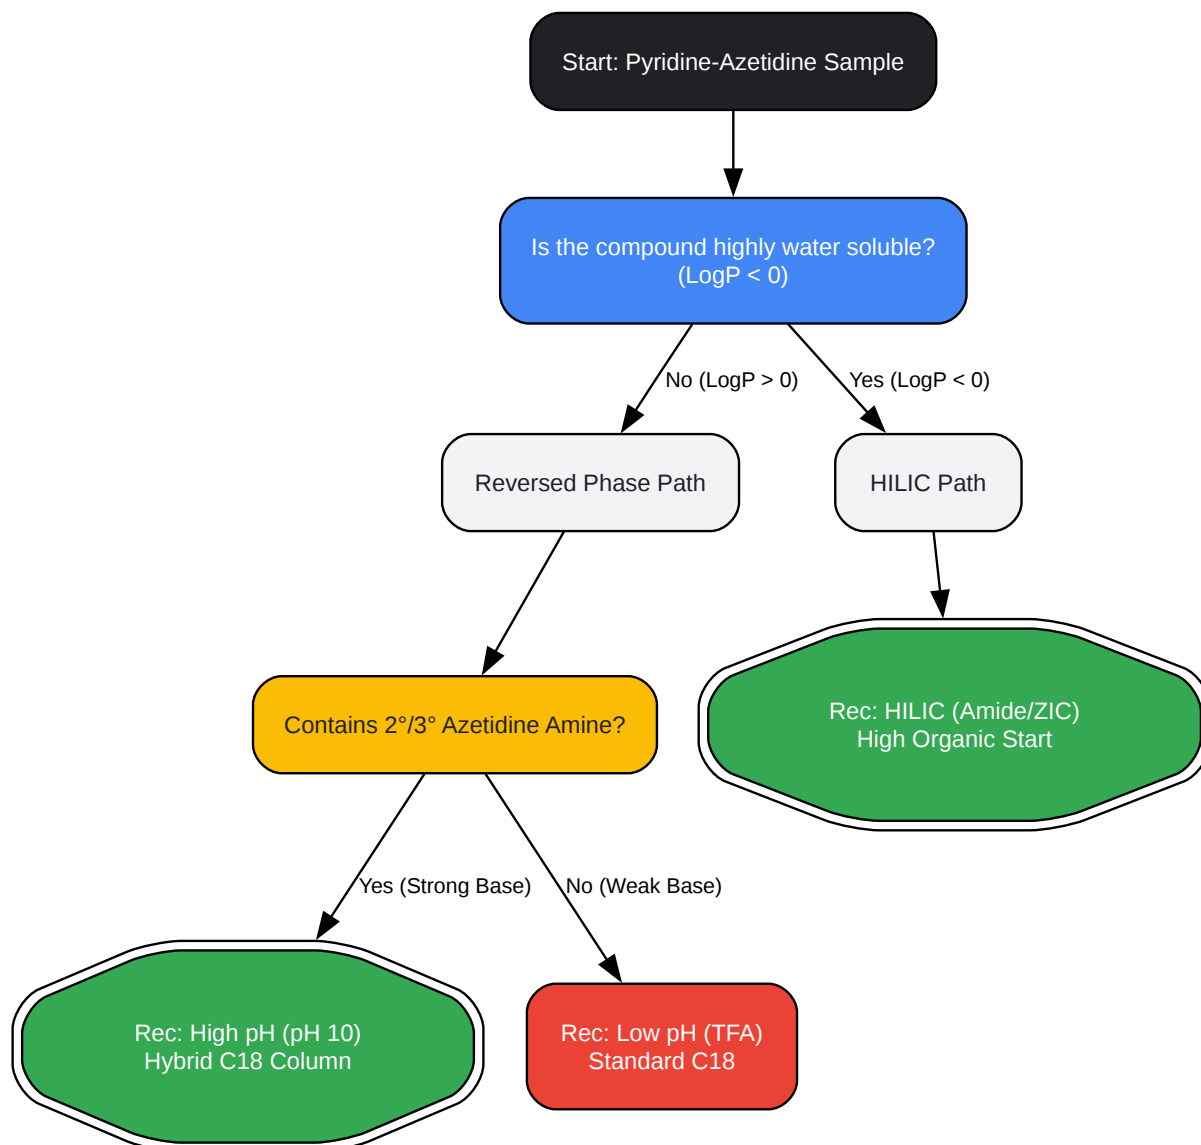 Start: Pyridine-Azetidine Sample
Is the compound highly water soluble?
(LogP < 0)
No (LogP > 0)
Yes (LogP < 0)
Reversed Phase Path
HILIC Path
Contains 2°/3° Azetidine Amine?
Rec: HILIC (Amide/ZIC)
High Organic Start
Yes (Strong Base)
No (Weak Base)
Rec: High pH (pH 10)
Hybrid C18 Column
Rec: Low pH (TFA)
Standard C18